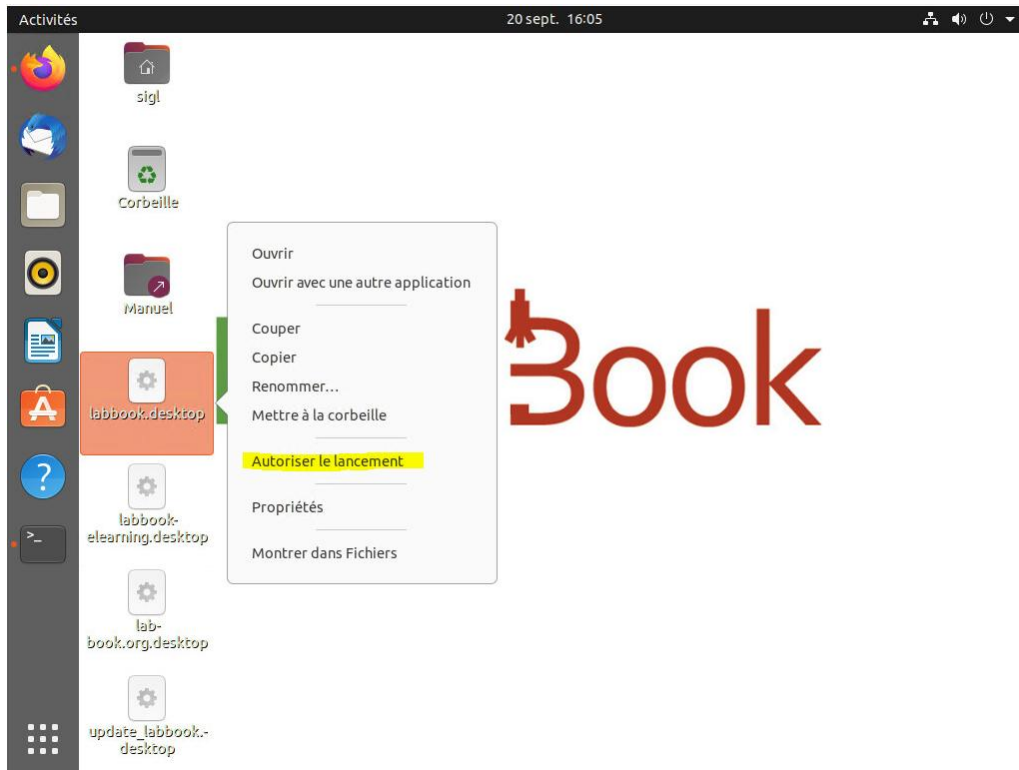 Activités
20 sept. 16:05
sigl
Corbeille
Manuel
labbook.desktop
labbook-
elearning.desktop
lab-
book.org.desktop
update_labbook.-
desktop
Ouvrir
Ouvrir avec une autre application
Couper
Copier
Renommer...
Mettre à la corbeille
Autoriser le lancement
Propriétés
Montrer dans Fichiers
Book